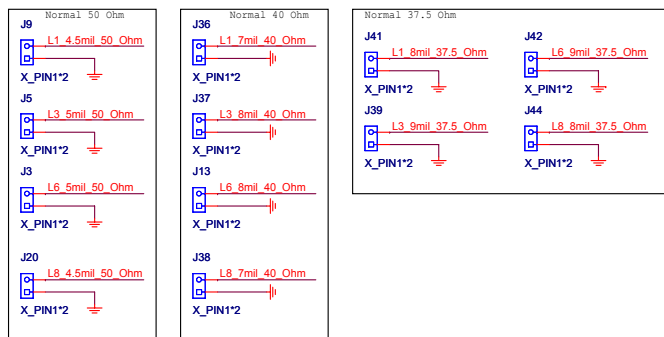 Normal 50 Ohm
J9
L1_4.5mil_50_Ohm
X_PIN1*2
J5
L3_5mil_50_Ohm
X_PIN1*2
J3
L6_5mil_50_Ohm
X_PIN1*2
J20
L8_4.5mil_50_Ohm
X_PIN1*2
Normal 40 Ohm
J36
L1_7mil_40_Ohm
X_PIN1*2
J37
L3_8mil_40_Ohm
X_PIN1*2
J13
L6_8mil_40_Ohm
X_PIN1*2
J38
L8_7mil_40_Ohm
X_PIN1*2
Normal 37.5 Ohm
J41
L1_8mil_37.5_Ohm
X_PIN1*2
J42
L6_9mil_37.5_Ohm
X_PIN1*2
J39
L3_9mil_37.5_Ohm
X_PIN1*2
J44
L8_8mil_37.5_Ohm
X_PIN1*2